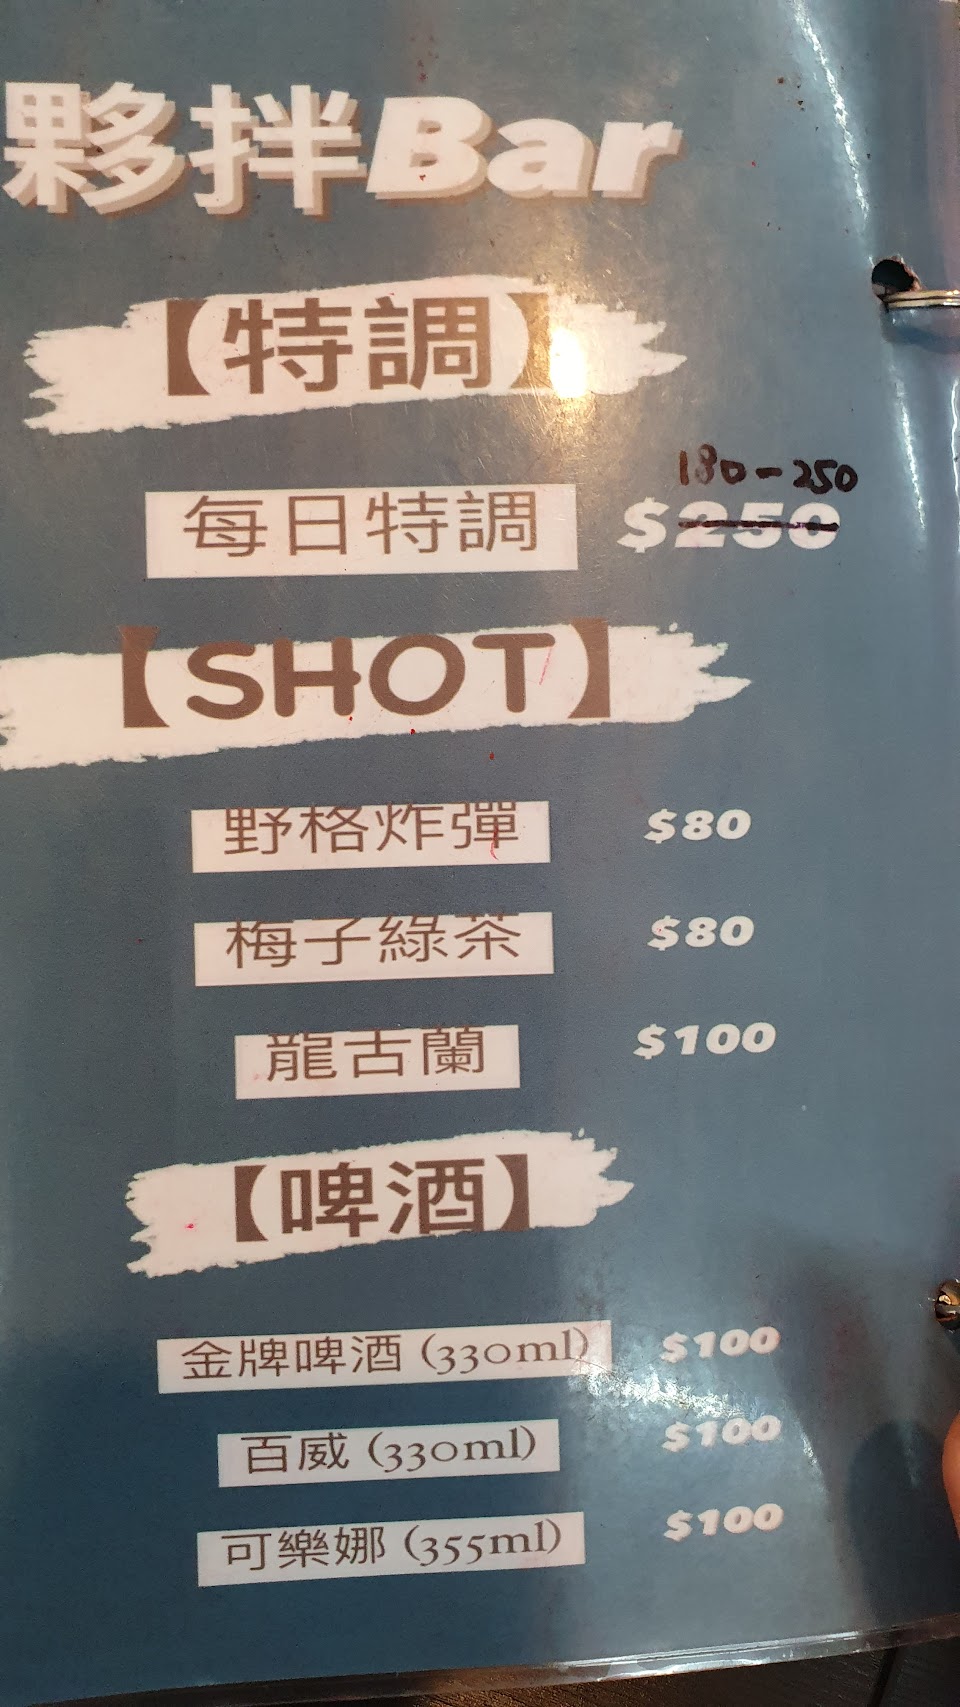 夥拌Bar
【特調】
180-250
每日特調 $250
【SHOT】
野格炸彈 $80
梅子綠茶 $80
龍古蘭 $100
【啤酒】
金牌啤酒 (330ml) $100
百威 (330ml) $100
可樂娜 (355ml) $100